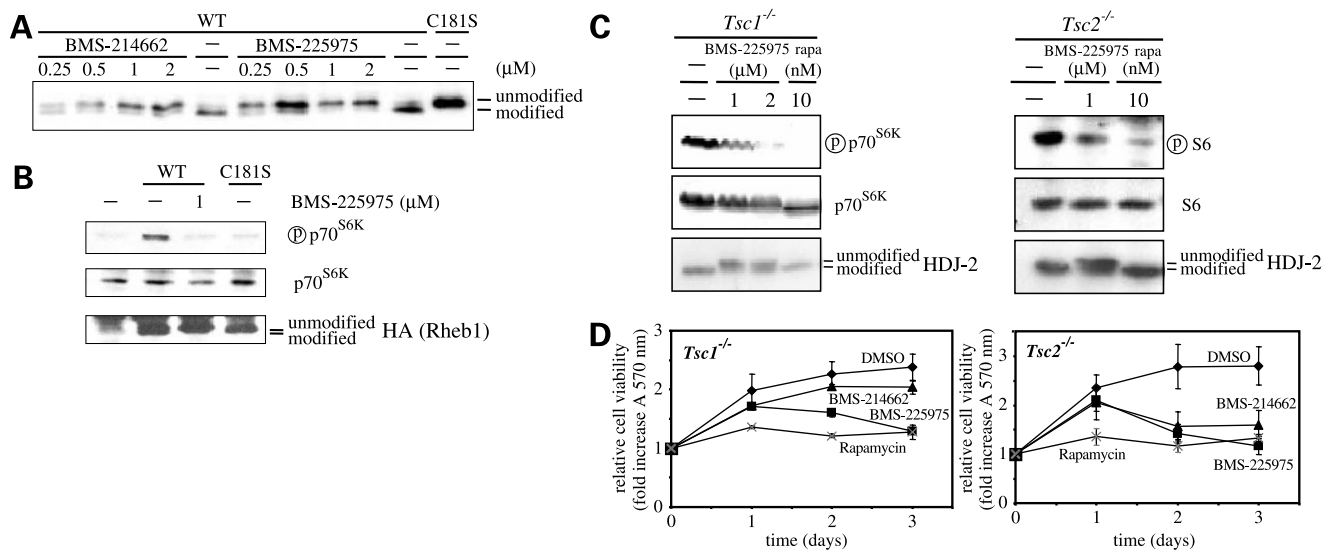 A
WT C181S
BMS-214662 – BMS-225975 – –
0.25 0.5 1 2 – 0.25 0.5 1 2 – – (μM)
unmodified
modified
B
WT C181S
– – 1 – BMS-225975 (μM)
Ⓟ p70S6K
p70S6K
unmodified
modified HA (Rheb1)
C
Tsc1-/-
BMS-225975 rapa
– (μM) (nM)
– 1 2 10
Ⓟ p70S6K
p70S6K
unmodified
modified HDJ-2
Tsc2-/-
BMS-225975 rapa
– (μM) (nM)
– 1 10
Ⓟ S6
S6
unmodified
modified HDJ-2
D
relative cell viability
(fold increase A 570 nm)
3
2
1
0
Tsc1-/-
DMSO
BMS-214662
BMS-225975
Rapamycin
0 1 2 3
time (days)
relative cell viability
(fold increase A 570 nm)
3
2
1
0
Tsc2-/-
DMSO
BMS-214662
Rapamycin
BMS-225975
0 1 2 3
time (days)